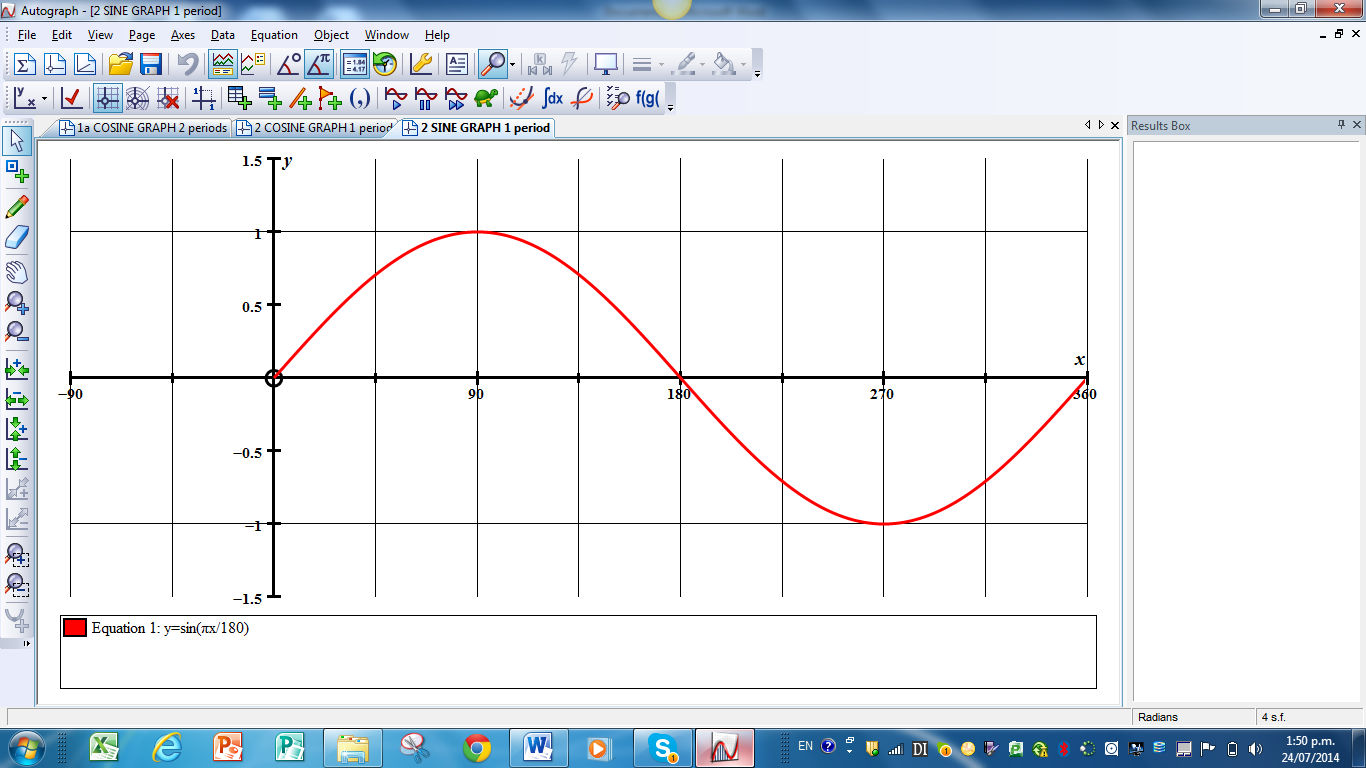 Autograph - [2 SINE GRAPH 1 period]
File Edit View Page Axes Data Equation Object Window Help
1a COSINE GRAPH 2 periods 2 COSINE GRAPH 1 period 2 SINE GRAPH 1 period
Results Box
1.5 y
1
0.5
x
−90 90 180 270 360
−0.5
−1
−1.5
Equation 1: y=sin(πx/180)
Radians 4 s.f.
EN 1:50 p.m.
24/07/2014